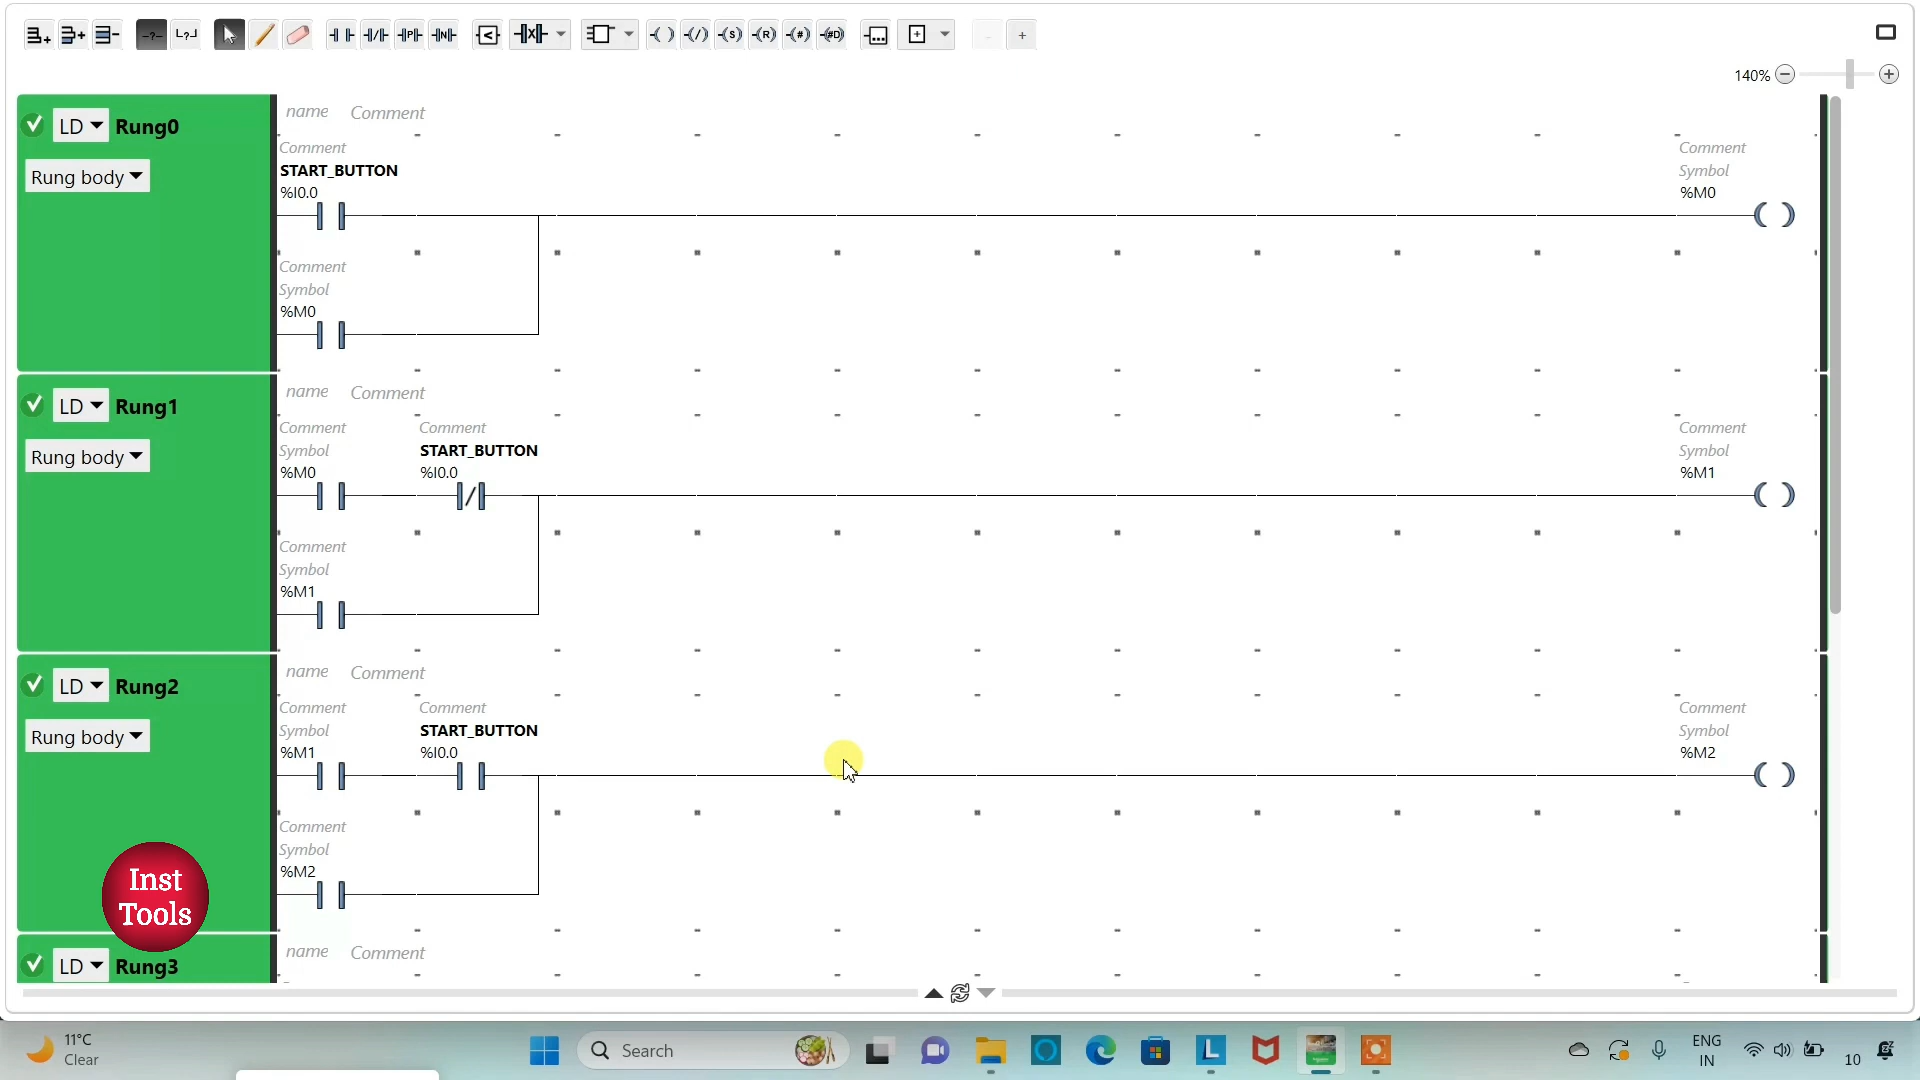 140%
LD Rung0
Rung body
name Comment
Comment
START_BUTTON
%I0.0
Comment
Symbol
%M0
Comment
Symbol
%M0
LD Rung1
Rung body
name Comment
Comment
Symbol
%M0
Comment
START_BUTTON
%I0.0
Comment
Symbol
%M1
Comment
Symbol
%M1
LD Rung2
Rung body
name Comment
Comment
Symbol
%M1
Comment
START_BUTTON
%I0.0
Comment
Symbol
%M2
Comment
Symbol
%M2
Inst
Tools
LD Rung3
name Comment
11°C
Clear
Search
ENG
IN
10